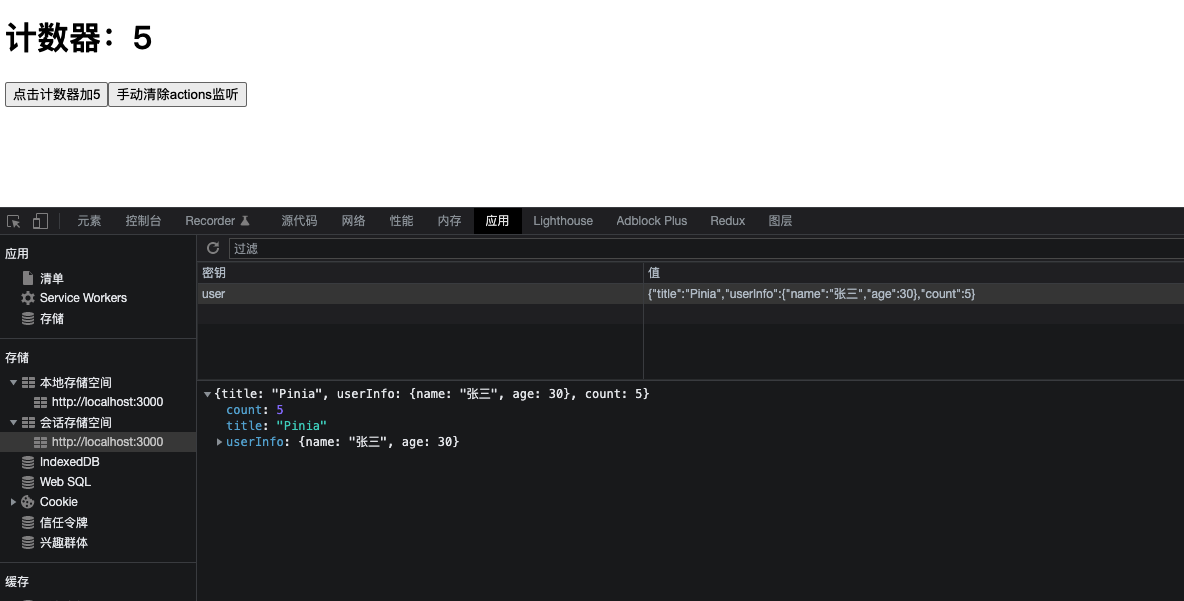 计数器：5
点击计数器加5 手动清除actions监听
元素 控制台 Recorder 源代码 网络 性能 内存 应用 Lighthouse Adblock Plus Redux 图层
应用
清单
Service Workers
存储
存储
本地存储空间
http://localhost:3000
会话存储空间
http://localhost:3000
IndexedDB
Web SQL
Cookie
信任令牌
兴趣群体
缓存
过滤
密钥 值
user {"title":"Pinia","userInfo":{"name":"张三","age":30},"count":5}
{title: "Pinia", userInfo: {name: "张三", age: 30}, count: 5}
count: 5
title: "Pinia"
userInfo: {name: "张三", age: 30}